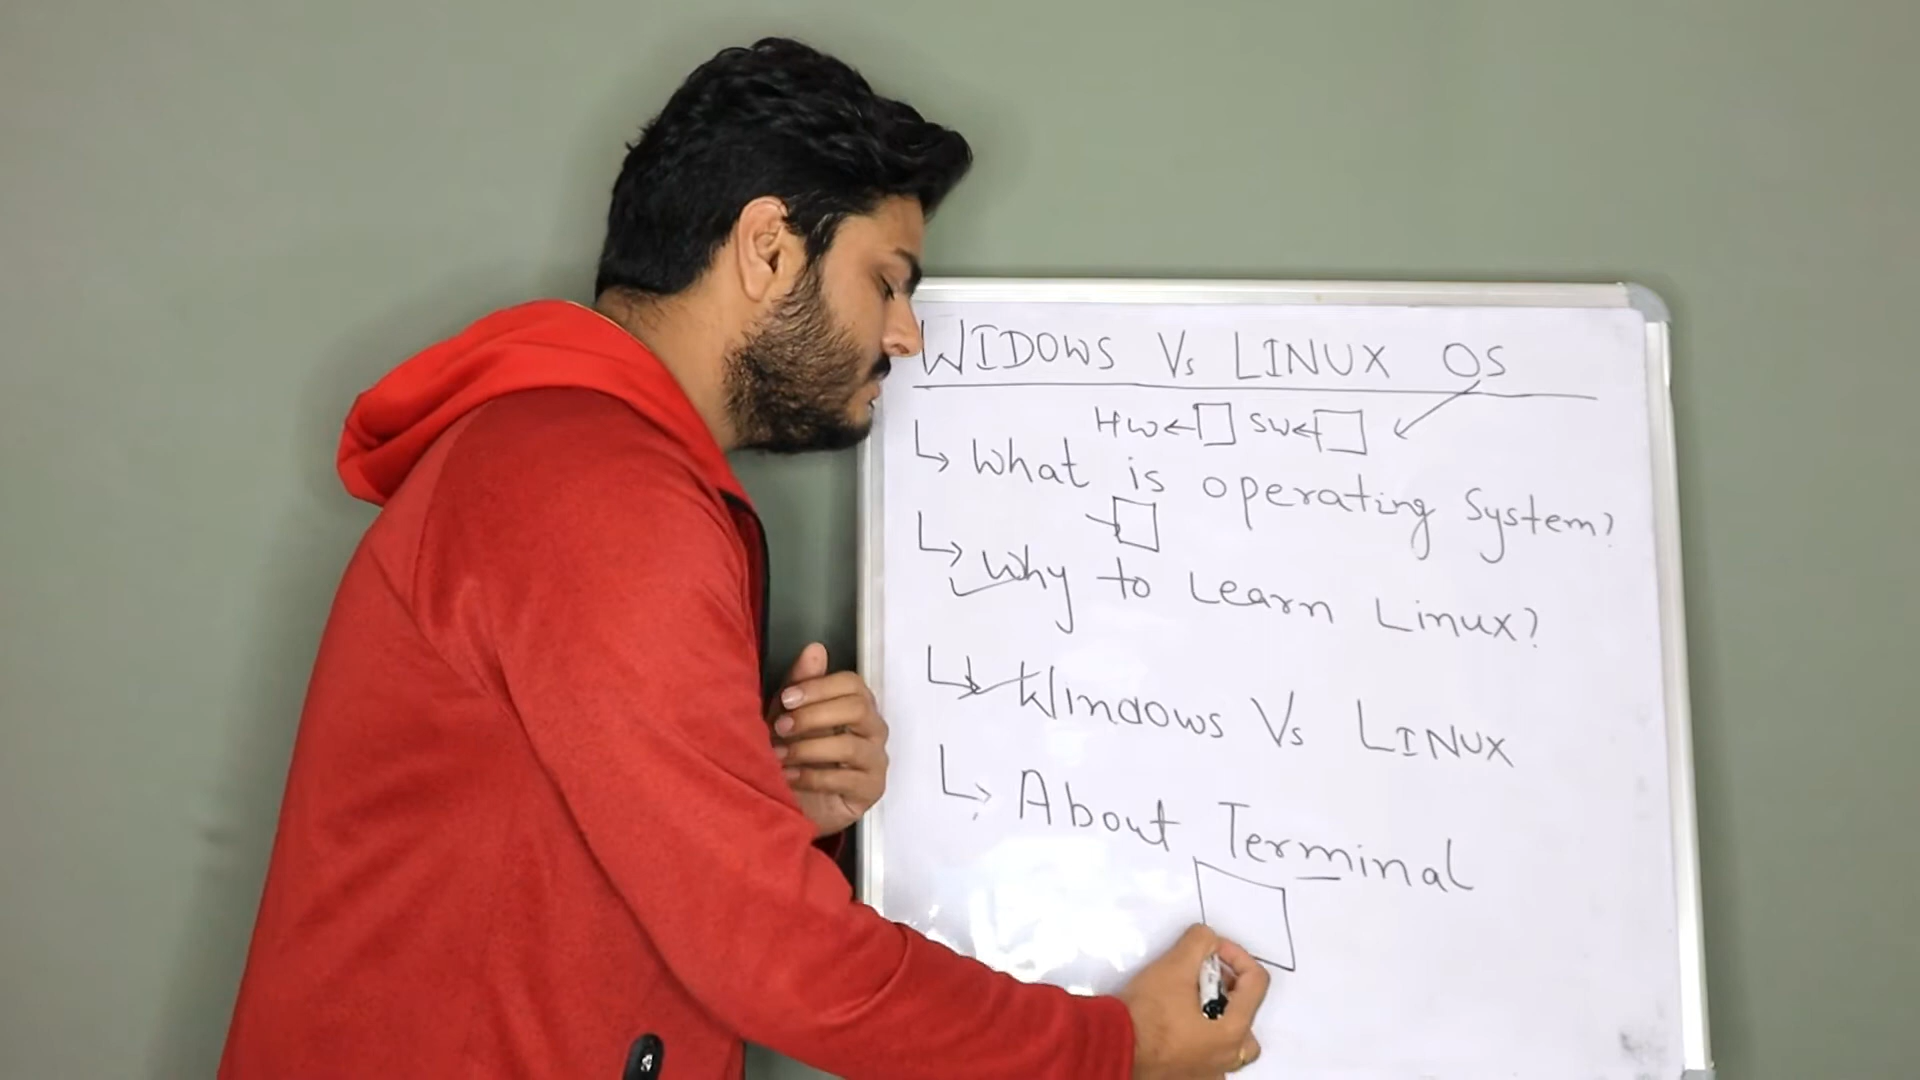 WIDOWS Vs LINUX OS
HW SW
What is operating System?
Why to Learn Linux?
Windows Vs LINUX
About Terminal